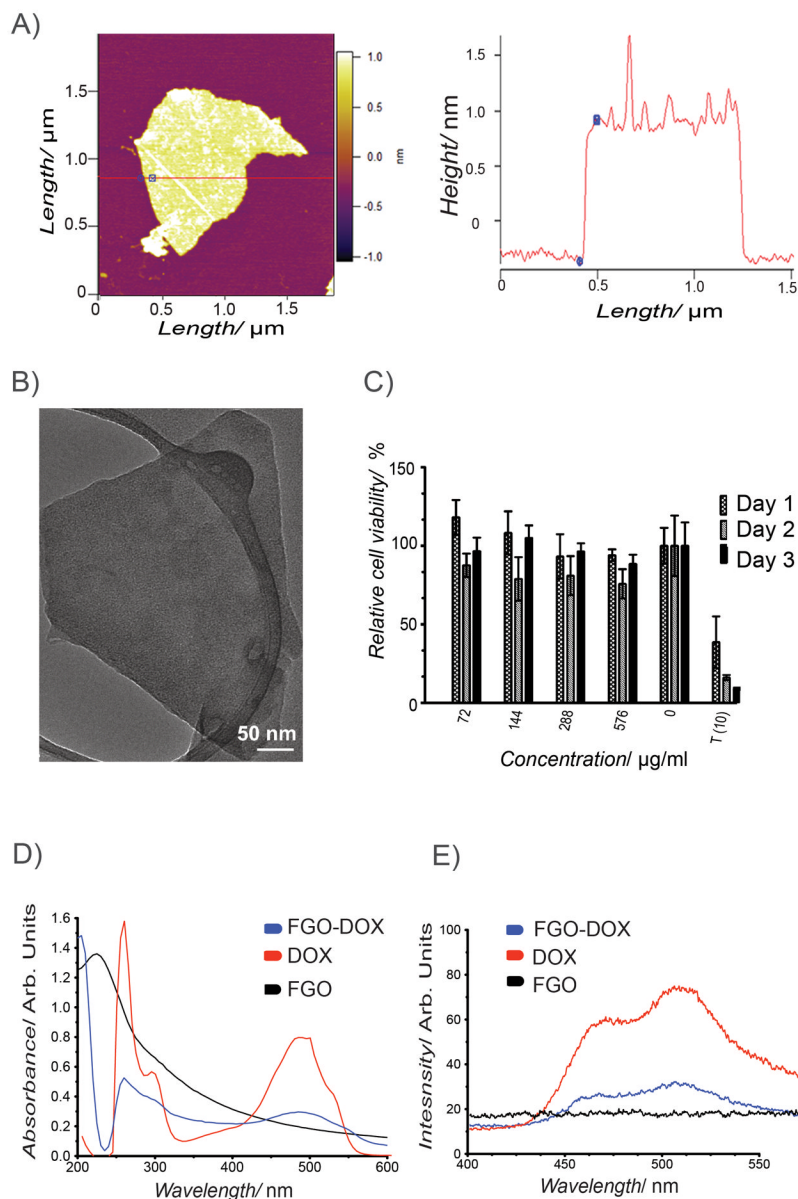 A)
1.5
1.0
0.5
0
Length/ µm
0 0.5 1.0 1.5
Length/ µm
1.0
0.5
0.0
-0.5
-1.0
nm
1.5
1.0
0.5
0
Height/ nm
0 0.5 1.0 1.5
Length/ µm
B)
50 nm
C)
150
100
50
0
Relative cell viability/ %
Day 1
Day 2
Day 3
72 144 288 576 0 T (10)
Concentration/ µg/ml
D)
1.6
1.4
1.2
1.0
0.8
0.6
0.4
0.2
0.0
Absorbance/ Arb. Units
FGO-DOX
DOX
FGO
200 300 400 500 600
Wavelength/ nm
E)
100
80
60
40
20
0
Intesnsity/ Arb. Units
FGO-DOX
DOX
FGO
400 450 500 550
Wavelength/ nm